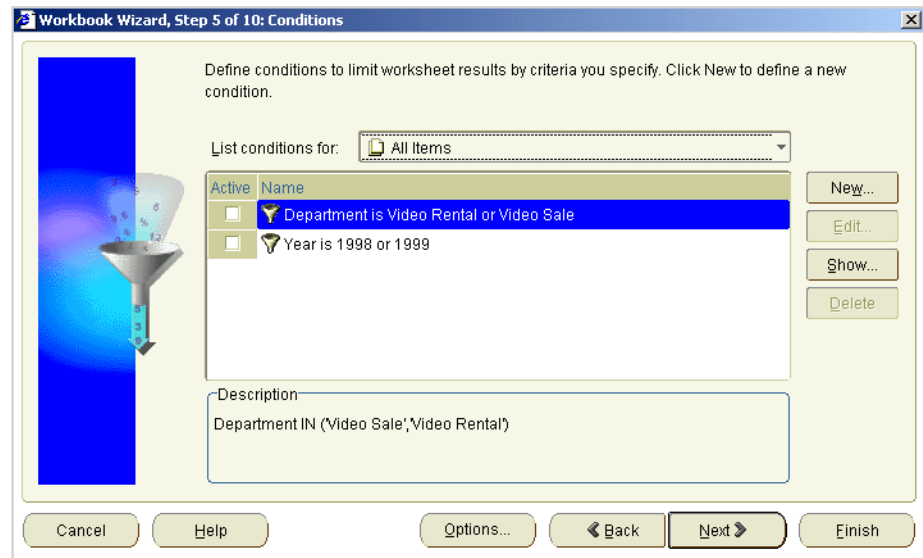 Workbook Wizard, Step 5 of 10: Conditions
Define conditions to limit worksheet results by criteria you specify. Click New to define a new
condition.
List conditions for: All Items
Active Name
Department is Video Rental or Video Sale
Year is 1998 or 1999
New...
Edit...
Show...
Delete
Description
Department IN ('Video Sale','Video Rental')
Cancel Help Options... Back Next Finish